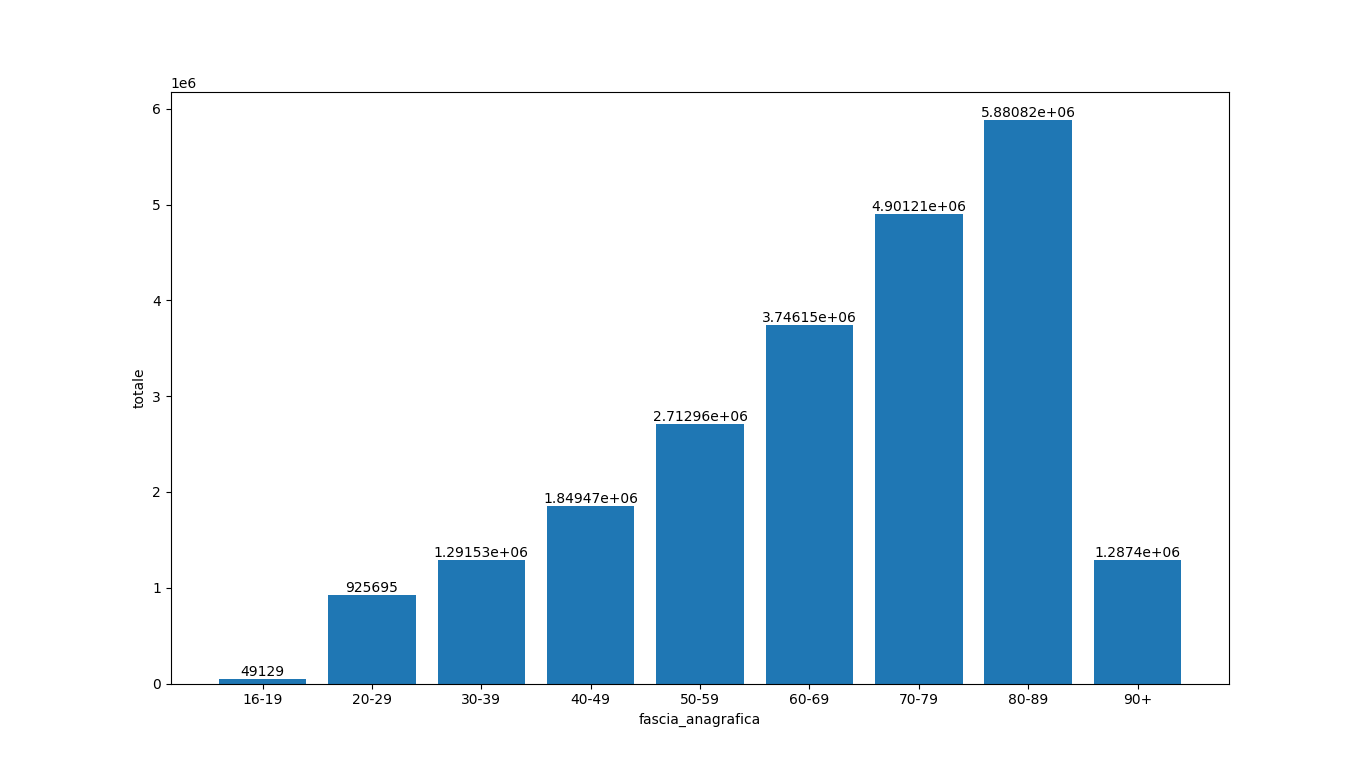 1e6
6
5
4
3
2
1
0
totale
49129
925695
1.29153e+06
1.84947e+06
2.71296e+06
3.74615e+06
4.90121e+06
5.88082e+06
1.2874e+06
16-19
20-29
30-39
40-49
50-59
60-69
70-79
80-89
90+
fascia_anagrafica